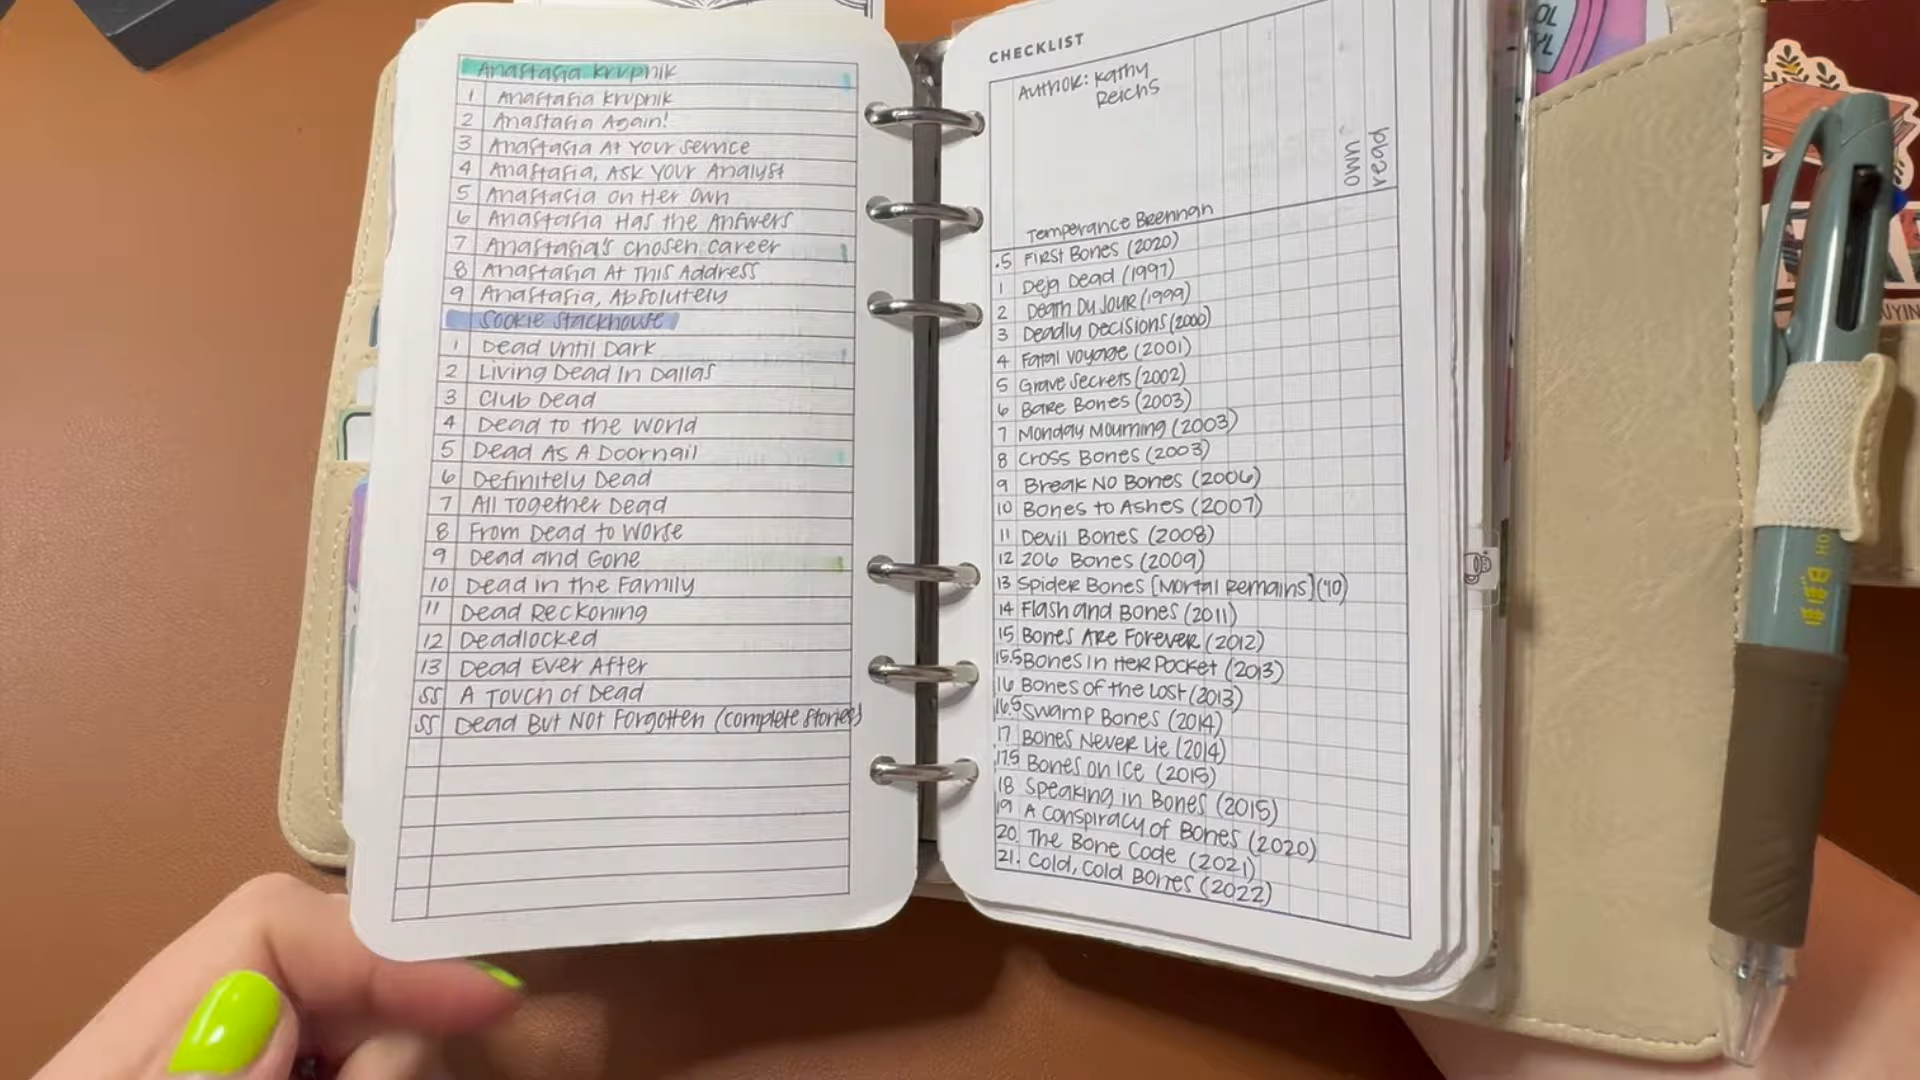 Anastasia Krupnik
1 Anastasia Krupnik
2 Anastasia Again!
3 Anastasia At Your Service
4 Anastasia, Ask Your Analyst
5 Anastasia on Her Own
6 Anastasia Has the Answers
7 Anastasia's Chosen Career
8 Anastasia At This Address
9 Anastasia, Absolutely
Sookie Stackhouse
1 Dead Until Dark
2 Living Dead In Dallas
3 Club Dead
4 Dead to the World
5 Dead As A Doornail
6 Definitely Dead
7 All Together Dead
8 From Dead to Worse
9 Dead and Gone
10 Dead in the Family
11 Dead Reckoning
12 Deadlocked
13 Dead Ever After
SS A Touch of Dead
SS Dead But Not Forgotten (complete stories)
CHECKLIST
Author: Kathy
Reichs
own
read
Temperance Brennan
.5 First Bones (2020)
1 Deja Dead (1997)
2 Death Du Jour (1999)
3 Deadly Decisions (2000)
4 Fatal Voyage (2001)
5 Grave Secrets (2002)
6 Bare Bones (2003)
7 Monday Mourning (2003)
8 Cross Bones (2003)
9 Break No Bones (2006)
10 Bones to Ashes (2007)
11 Devil Bones (2008)
12 206 Bones (2009)
13 Spider Bones [Mortal Remains] ('10)
14 Flash and Bones (2011)
15 Bones Are Forever (2012)
15.5 Bones in Her Pocket (2013)
16 Bones of the Lost (2013)
16.5 Swamp Bones (2014)
17 Bones Never Lie (2014)
17.5 Bones on Ice (2015)
18 Speaking in Bones (2015)
19 A Conspiracy of Bones (2020)
20. The Bone Code (2021)
21. Cold, Cold Bones (2022)